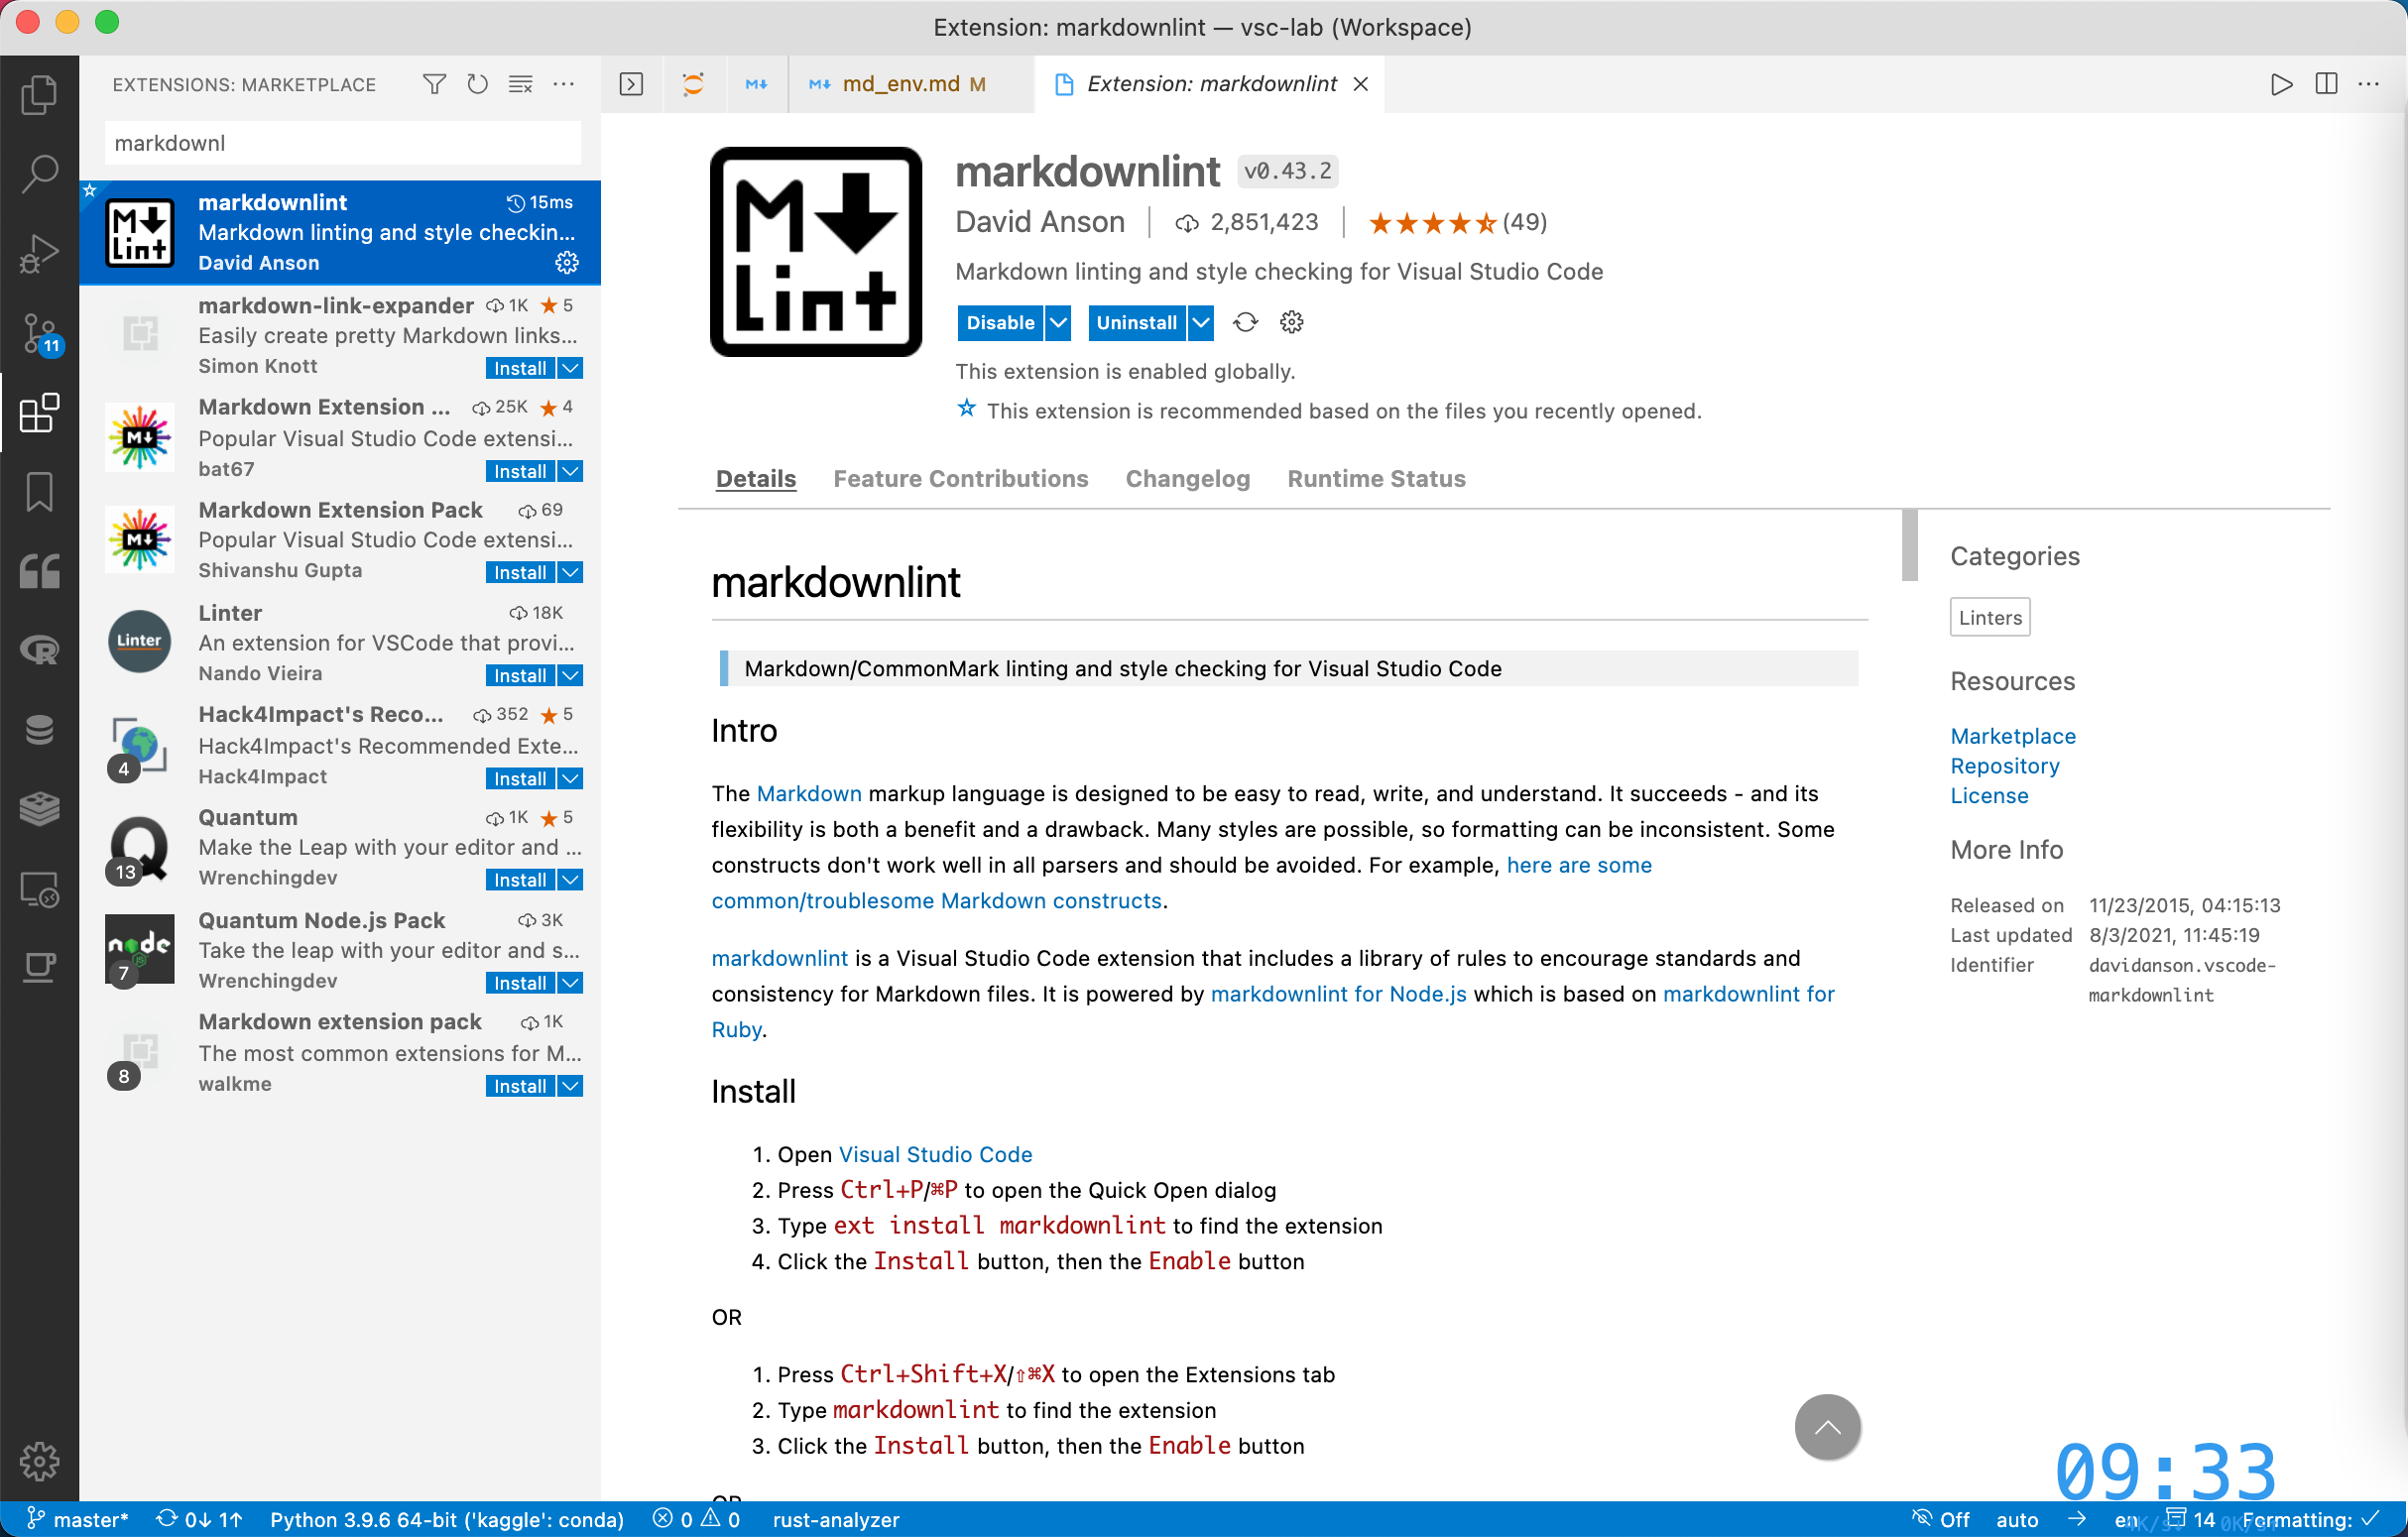 Extension: markdownlint — vsc-lab (Workspace)
EXTENSIONS: MARKETPLACE
md_env.md M
Extension: markdownlint
markdownl
markdownlint 15ms
Markdown linting and style checkin...
David Anson
markdown-link-expander 1K 5
Easily create pretty Markdown links...
Simon Knott Install
Markdown Extension ... 25K 4
Popular Visual Studio Code extensi...
bat67 Install
Markdown Extension Pack 69
Popular Visual Studio Code extensi...
Shivanshu Gupta Install
Linter
Linter 18K
An extension for VSCode that provi...
Nando Vieira Install
Hack4Impact's Reco... 352 5
Hack4Impact's Recommended Exte...
4
Hack4Impact Install
Quantum 1K 5
Make the Leap with your editor and ...
13
Wrenchingdev Install
Quantum Node.js Pack 3K
node
Take the leap with your editor and s...
7
Wrenchingdev Install
Markdown extension pack 1K
The most common extensions for M...
8
walkme Install
11
M Lint
markdownlint v0.43.2
David Anson 2,851,423 (49)
Markdown linting and style checking for Visual Studio Code
Disable Uninstall
This extension is enabled globally.
This extension is recommended based on the files you recently opened.
Details Feature Contributions Changelog Runtime Status
markdownlint
Markdown/CommonMark linting and style checking for Visual Studio Code
Intro
The Markdown markup language is designed to be easy to read, write, and understand. It succeeds - and its
flexibility is both a benefit and a drawback. Many styles are possible, so formatting can be inconsistent. Some
constructs don't work well in all parsers and should be avoided. For example, here are some
common/troublesome Markdown constructs.
markdownlint is a Visual Studio Code extension that includes a library of rules to encourage standards and
consistency for Markdown files. It is powered by markdownlint for Node.js which is based on markdownlint for
Ruby.
Install
1. Open Visual Studio Code
2. Press Ctrl+P/⌘P to open the Quick Open dialog
3. Type ext install markdownlint to find the extension
4. Click the Install button, then the Enable button
OR
1. Press Ctrl+Shift+X/⇧⌘X to open the Extensions tab
2. Type markdownlint to find the extension
3. Click the Install button, then the Enable button
OR
Categories
Linters
Resources
Marketplace
Repository
License
More Info
Released on 11/23/2015, 04:15:13
Last updated 8/3/2021, 11:45:19
Identifier davidanson.vscode-
markdownlint
09:33
master* 0↓ 1↑ Python 3.9.6 64-bit ('kaggle': conda) 0 0 rust-analyzer Off auto → en 14 Formatting: ✓